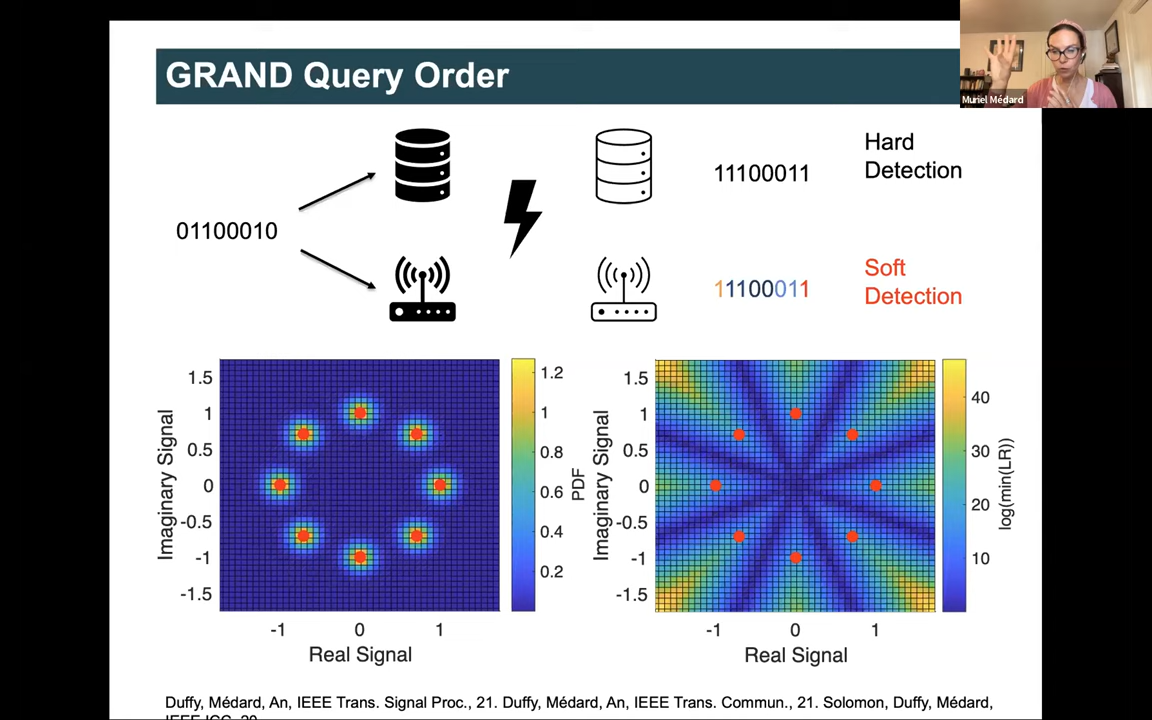 GRAND Query Order
Muriel Médard
Hard
Detection
11100011
01100010
Soft
Detection
11100011
1.5
1
0.5
0
-0.5
-1
-1.5
Imaginary Signal
-1
0
1
Real Signal
1.2
1
0.8
0.6
0.4
0.2
PDF
1.5
1
0.5
0
-0.5
-1
-1.5
Imaginary Signal
-1
0
1
Real Signal
40
30
20
10
log(min(LR))
Duffy, Médard, An, IEEE Trans. Signal Proc., 21. Duffy, Médard, An, IEEE Trans. Commun., 21. Solomon, Duffy, Médard,
IEEE ICC, 20